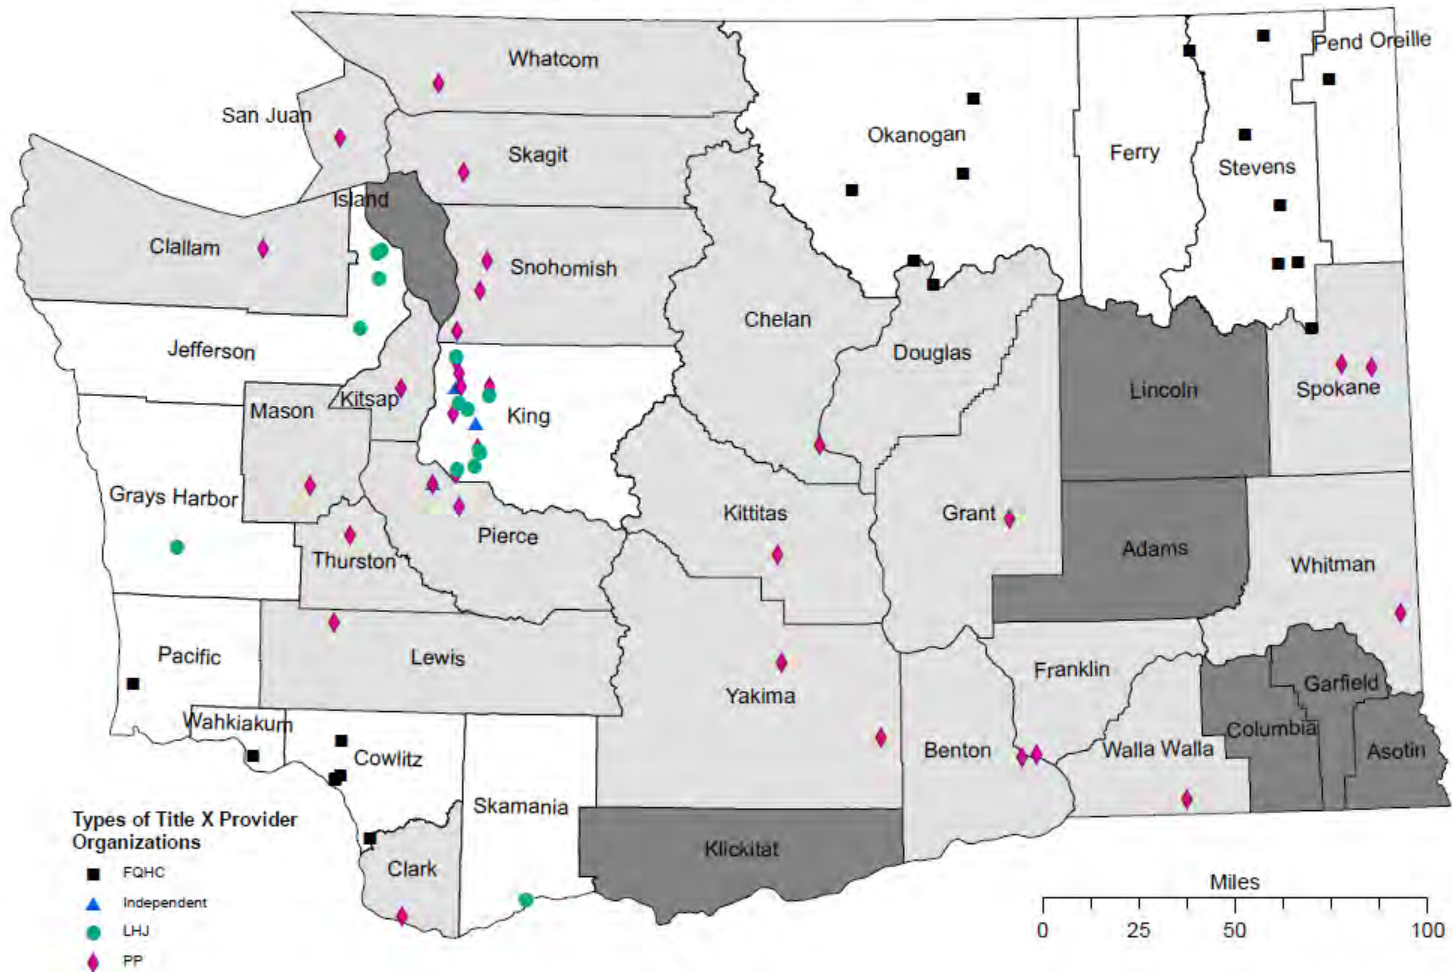 Whatcom
Pend Oreille
San Juan
Okanogan
Skagit
Ferry
Stevens
Island
Clallam
Snohomish
Chelan
Jefferson
Douglas
Lincoln
Spokane
Mason
Kitsap
King
Grays Harbor
Kittitas
Grant
Pierce
Adams
Thurston
Whitman
Pacific
Lewis
Franklin
Garfield
Yakima
Wahkiakum
Columbia
Benton
Walla Walla
Asotin
Cowlitz
Skamania
Klickitat
Clark
Types of Title X Provider
Organizations
FQHC
Independent
LHJ
PP
Miles
0 25 50 100